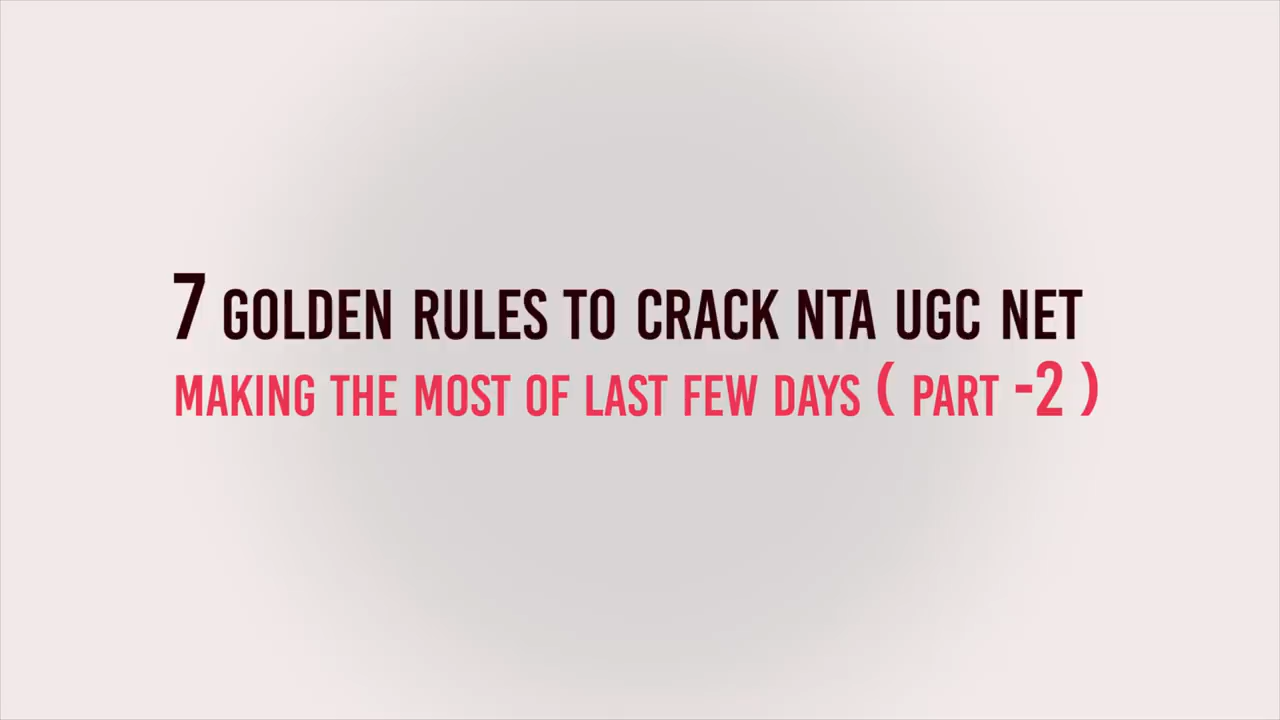 7 GOLDEN RULES TO CRACK NTA UGC NET
MAKING THE MOST OF LAST FEW DAYS ( PART -2 )